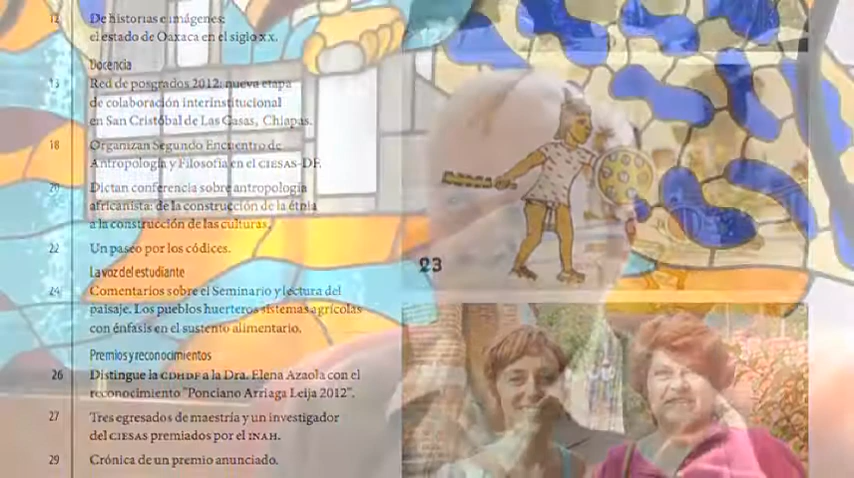 12 De historias e imágenes:
el estado de Oaxaca en el siglo XX.
Docencia
13 Red de posgrados 2012: nueva etapa
de colaboración interinstitucional
en San Cristóbal de Las Casas, Chiapas.
18 Organizan Segundo Encuentro de
Antropología y Filosofía en el CIESAS-DF.
20 Dictan conferencia sobre antropología
africanista: de la construcción de la étnia
a la construcción de las culturas.
22 Un paseo por los códices.
La voz del estudiante
24 Comentarios sobre el Seminario y lectura del
paisaje. Los pueblos huerteros sistemas agrícolas
con énfasis en el sustento alimentario.
Premios y reconocimientos
26 Distingue la CDHDF a la Dra. Elena Azaola con el
reconocimiento "Ponciano Arriaga Leija 2012".
27 Tres egresados de maestría y un investigador
del CIESAS premiados por el INAH.
29 Crónica de un premio anunciado.
23